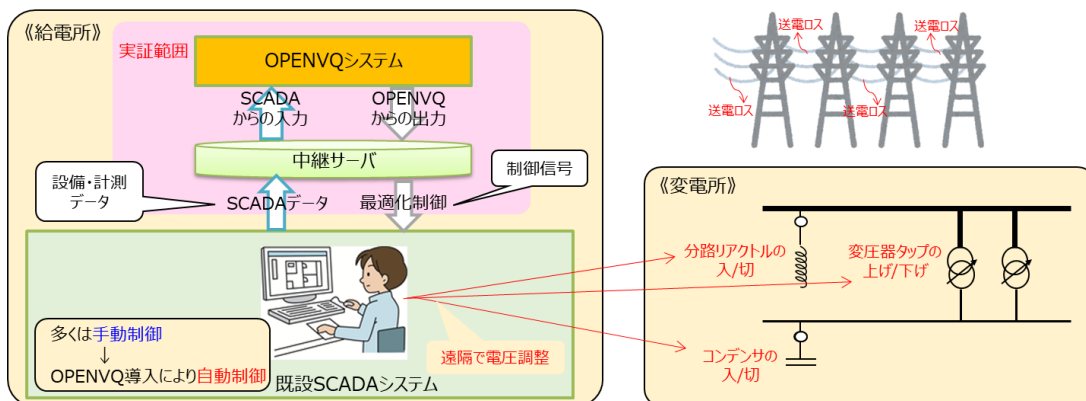 《給電所》
実証範囲
OPENVQシステム
SCADA
からの入力
OPENVQ
からの出力
中継サーバ
設備・計測
データ
制御信号
SCADAデータ
最適化制御
多くは手動制御
↓
OPENVQ導入により自動制御
既設SCADAシステム
遠隔で電圧調整
送電ロス
送電ロス
送電ロス
送電ロス
《変電所》
分路リアクトルの
入/切
変圧器タップの
上げ/下げ
コンデンサの
入/切